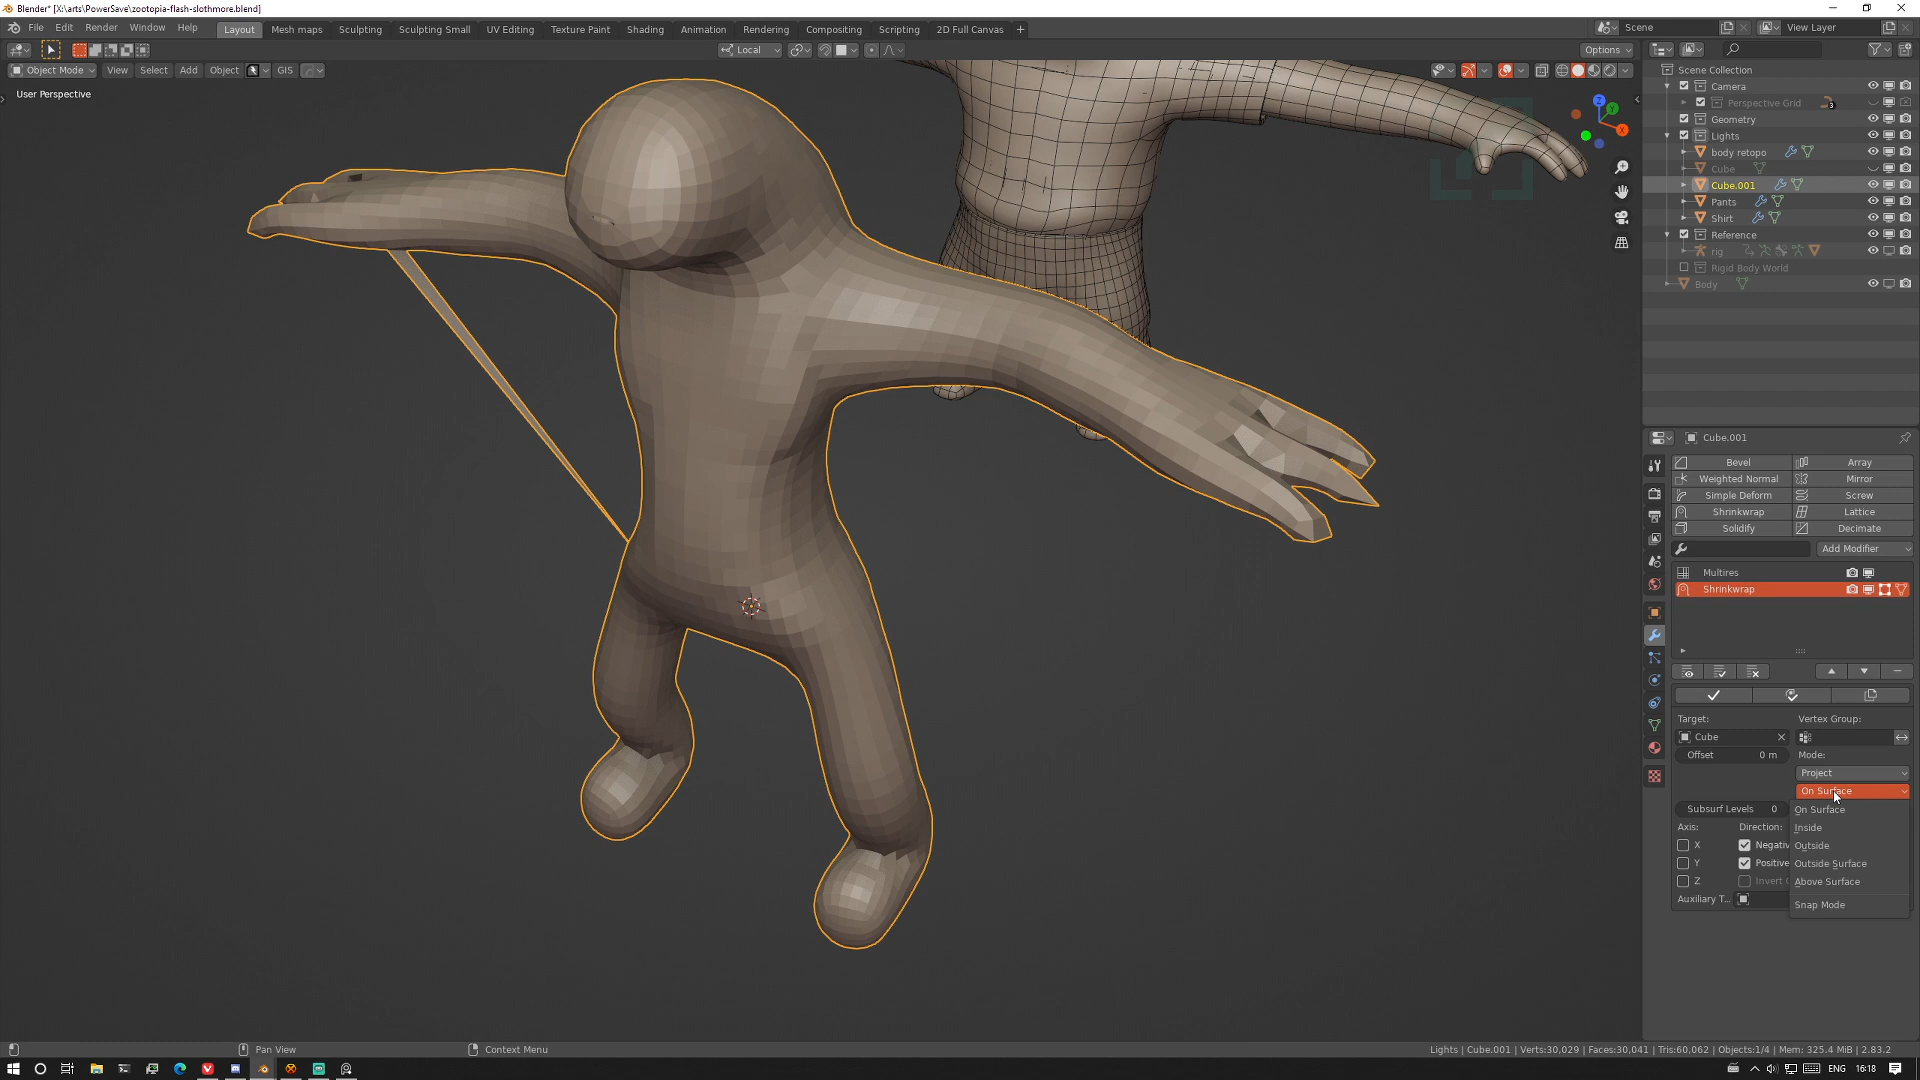 Blender* [X:\arts\PowerSave\zootopia-flash-slothmore.blend]
File Edit Render Window Help Layout Mesh maps Sculpting Sculpting Small UV Editing Texture Paint Shading Animation Rendering Compositing Scripting 2D Full Canvas + Scene View Layer
Local Options
Object Mode View Select Add Object GIS
User Perspective
Z
Y
X
Scene Collection
Camera
Perspective Grid 3
Geometry
Lights
body retopo
Cube
Cube.001
Pants
Shirt
Reference
rig
Rigid Body World
Body
Cube.001
Bevel Array
Weighted Normal Mirror
Simple Deform Screw
Shrinkwrap Lattice
Solidify Decimate
Add Modifier
Multires
Shrinkwrap
Target: Vertex Group:
Cube
Offset 0 m Mode:
Project
On Surface
Subsurf Levels 0 On Surface
Axis: Direction: Inside
X Negativ Outside
Y Positive Outside Surface
Z Invert Above Surface
Auxiliary T... Snap Mode
Pan View Context Menu Lights | Cube.001 | Verts:30,029 | Faces:30,041 | Tris:60,062 | Objects:1/4 | Mem: 325.4 MiB | 2.83.2
ENG 16:18